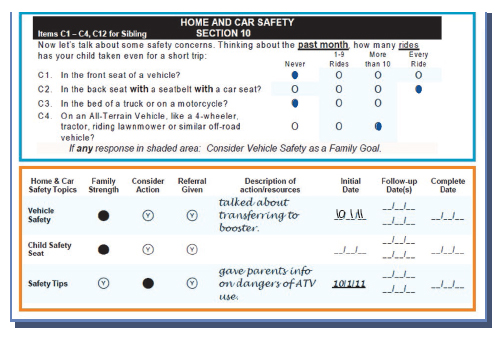 HOME AND CAR SAFETY
Items C1 – C4, C12 for Sibling SECTION 10
Now let's talk about some safety concerns. Thinking about the past month, how many rides
has your child taken even for a short trip:
Never 1-9 Rides More than 10 Every Ride
C1. In the front seat of a vehicle? O O O
C2. In the back seat with a seatbelt with a car seat? O O O
C3. In the bed of a truck or on a motorcycle? O O O
C4. On an All-Terrain Vehicle, like a 4-wheeler,
tractor, riding lawnmower or similar off-road O O O
vehicle?
If any response in shaded area: Consider Vehicle Safety as a Family Goal.
Home & Car Safety Topics Family Strength Consider Action Referral Given Description of action/resources Initial Date Follow-up Date(s) Complete Date
Vehicle Safety Y Y talked about transferring to booster. __/__/__ __/__/__ __/__/__
Child Safety Seat Y Y __/__/__ __/__/__ __/__/__ __/__/__
Safety Tips Y Y gave parents info on dangers of ATV use. 10/1/11 __/__/__ __/__/__ __/__/__